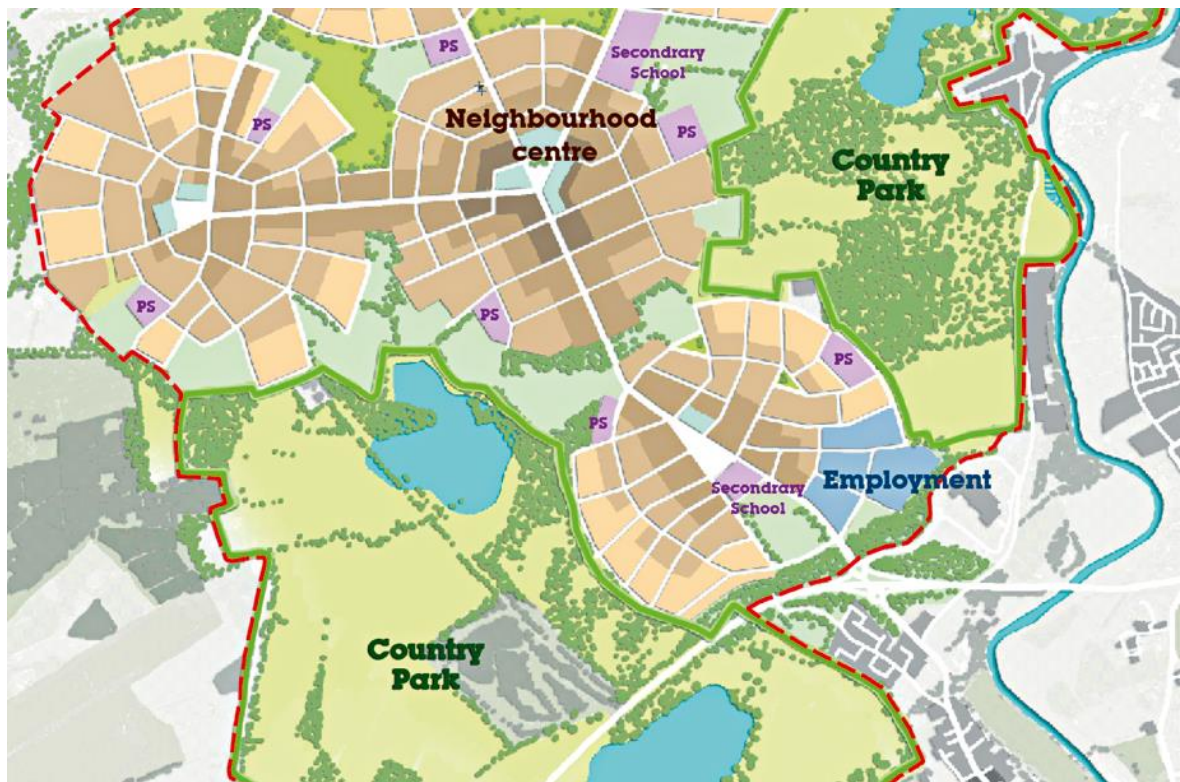 PS
Secondrary
School
PS
Neighbourhood
centre
PS
Country
Park
PS
PS
PS
PS
Secondrary
School
Employment
Country
Park